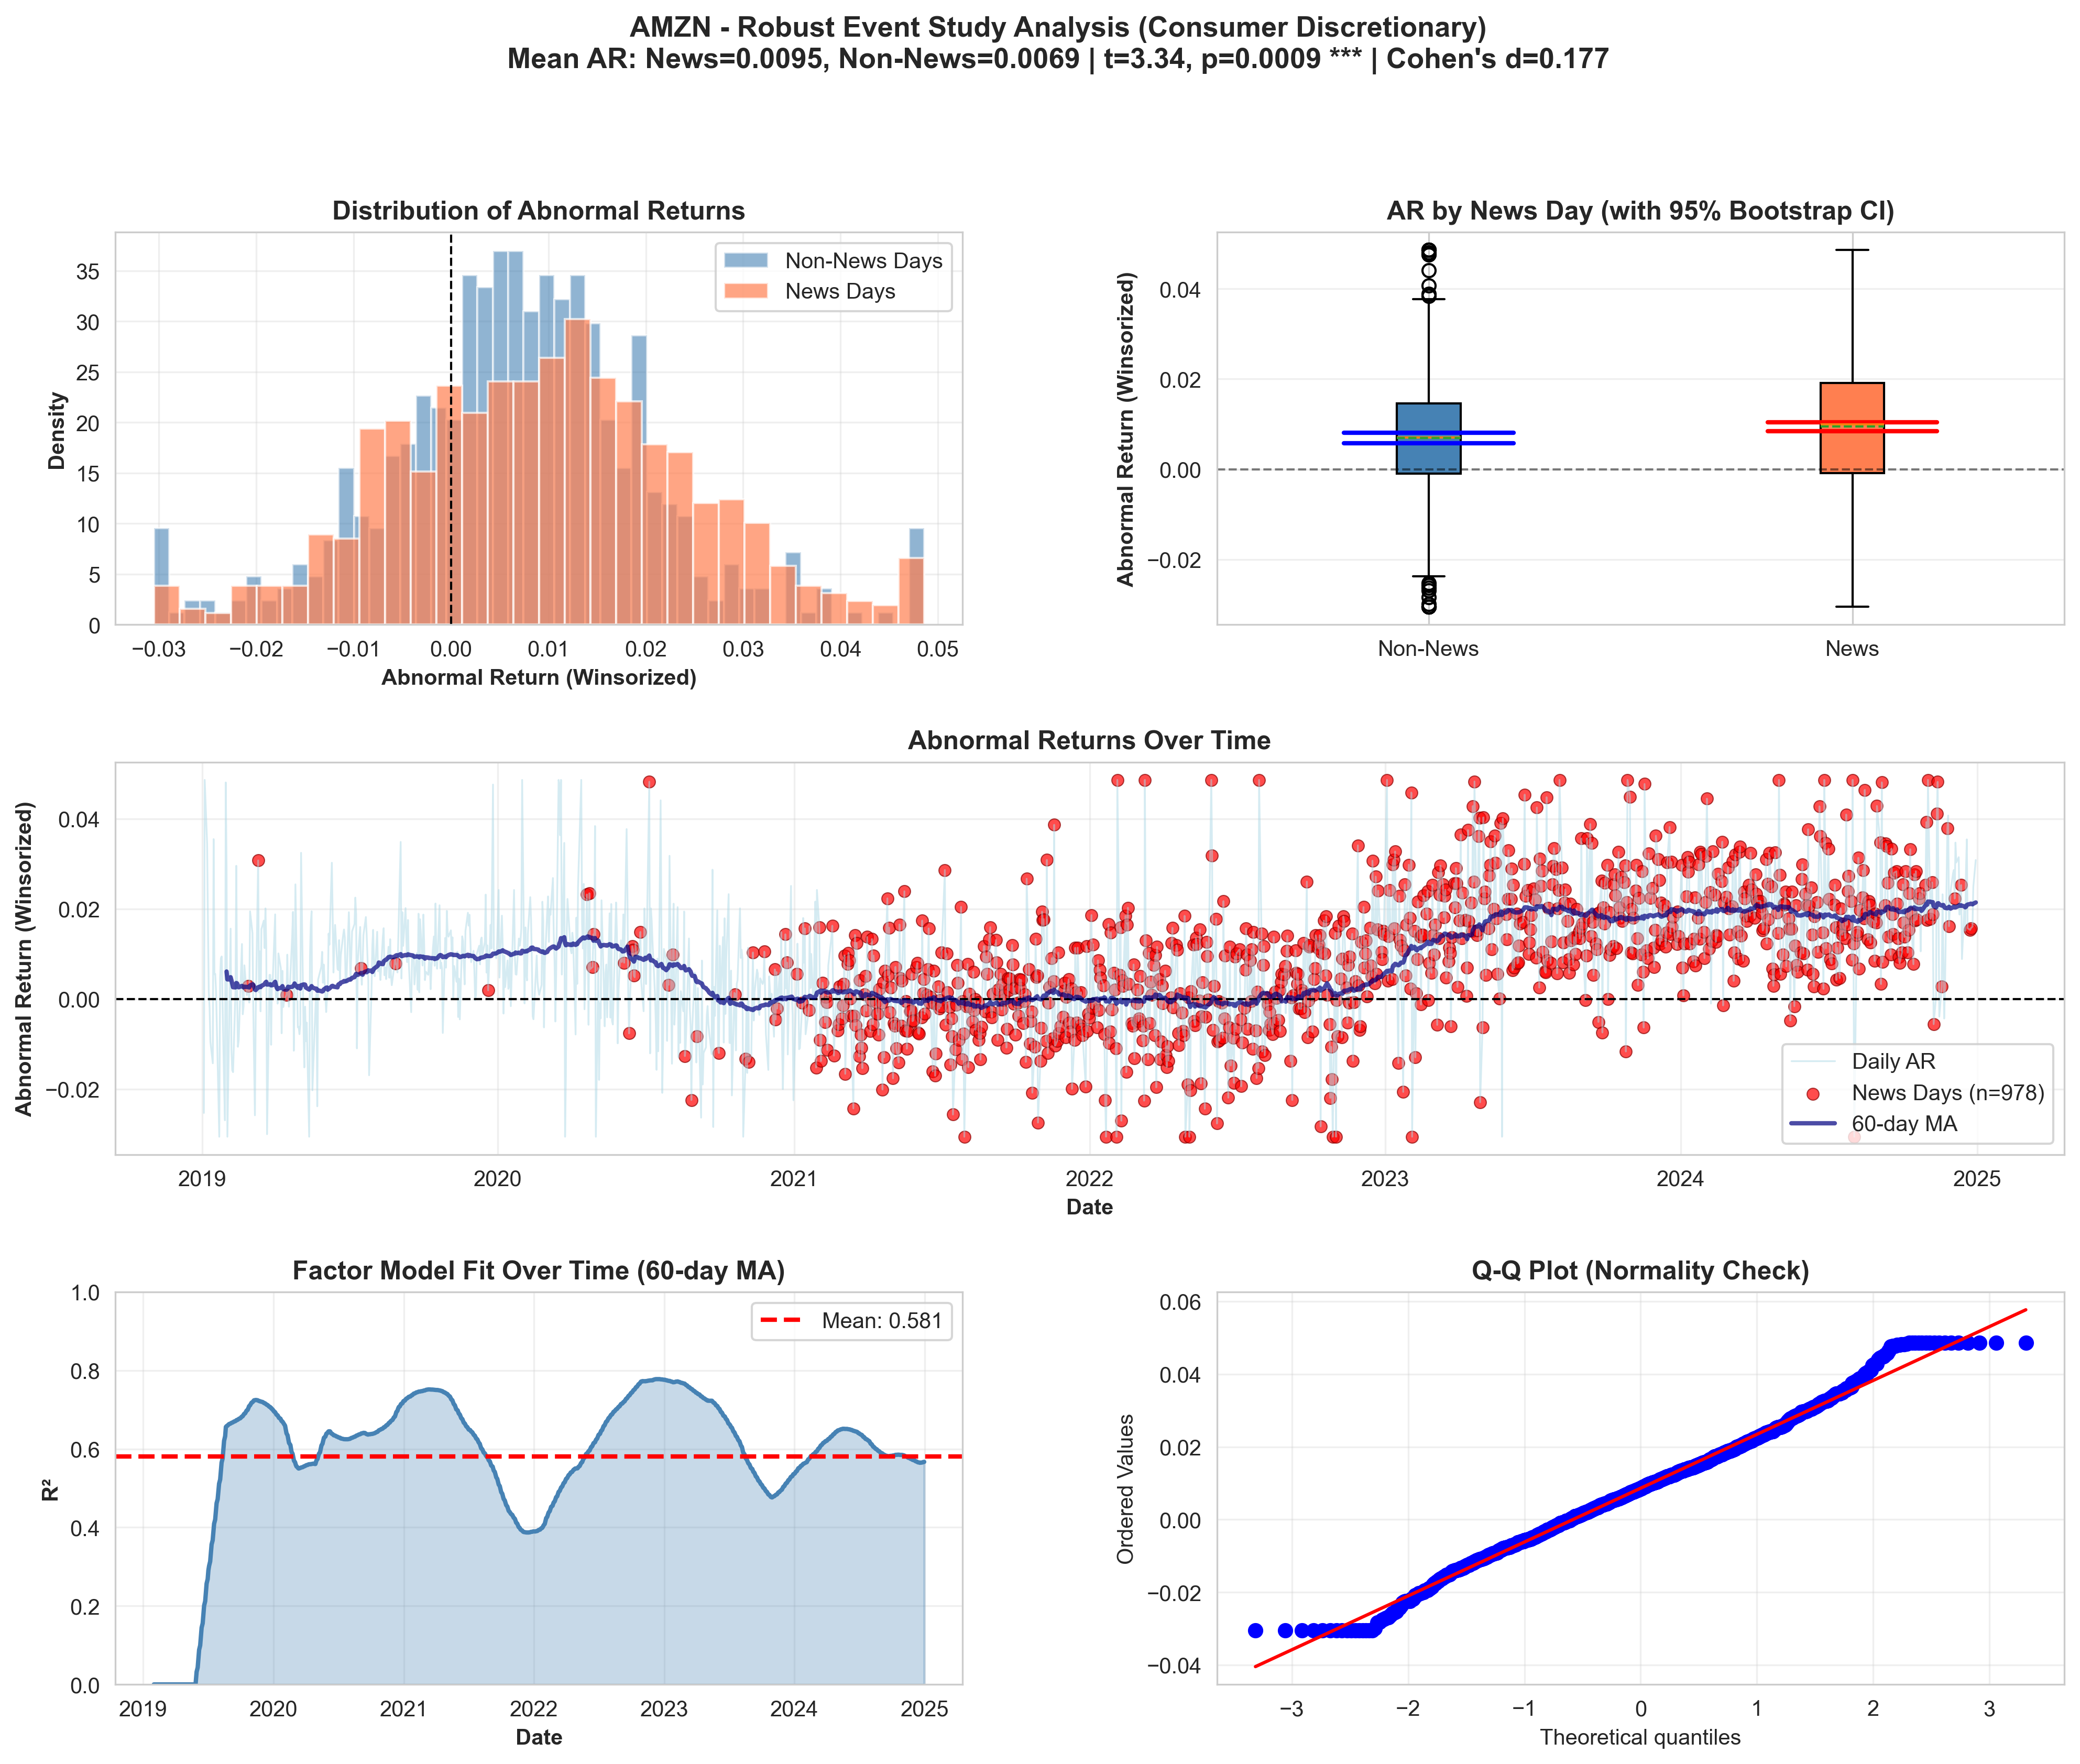 AMZN - Robust Event Study Analysis (Consumer Discretionary)
Mean AR: News=0.0095, Non-News=0.0069 | t=3.34, p=0.0009 *** | Cohen's d=0.177
Distribution of Abnormal Returns
Density
35
30
25
20
15
10
5
0
Non-News Days
News Days
−0.03 −0.02 −0.01 0.00 0.01 0.02 0.03 0.04 0.05
Abnormal Return (Winsorized)
AR by News Day (with 95% Bootstrap CI)
Abnormal Return (Winsorized)
0.04
0.02
0.00
−0.02
Non-News News
Abnormal Returns Over Time
Abnormal Return (Winsorized)
0.04
0.02
0.00
−0.02
Daily AR
News Days (n=978)
60-day MA
2019 2020 2021 2022 2023 2024 2025
Date
Factor Model Fit Over Time (60-day MA)
R²
1.0
0.8
0.6
0.4
0.2
0.0
Mean: 0.581
2019 2020 2021 2022 2023 2024 2025
Date
Q-Q Plot (Normality Check)
Ordered Values
0.06
0.04
0.02
0.00
−0.02
−0.04
−3 −2 −1 0 1 2 3
Theoretical quantiles